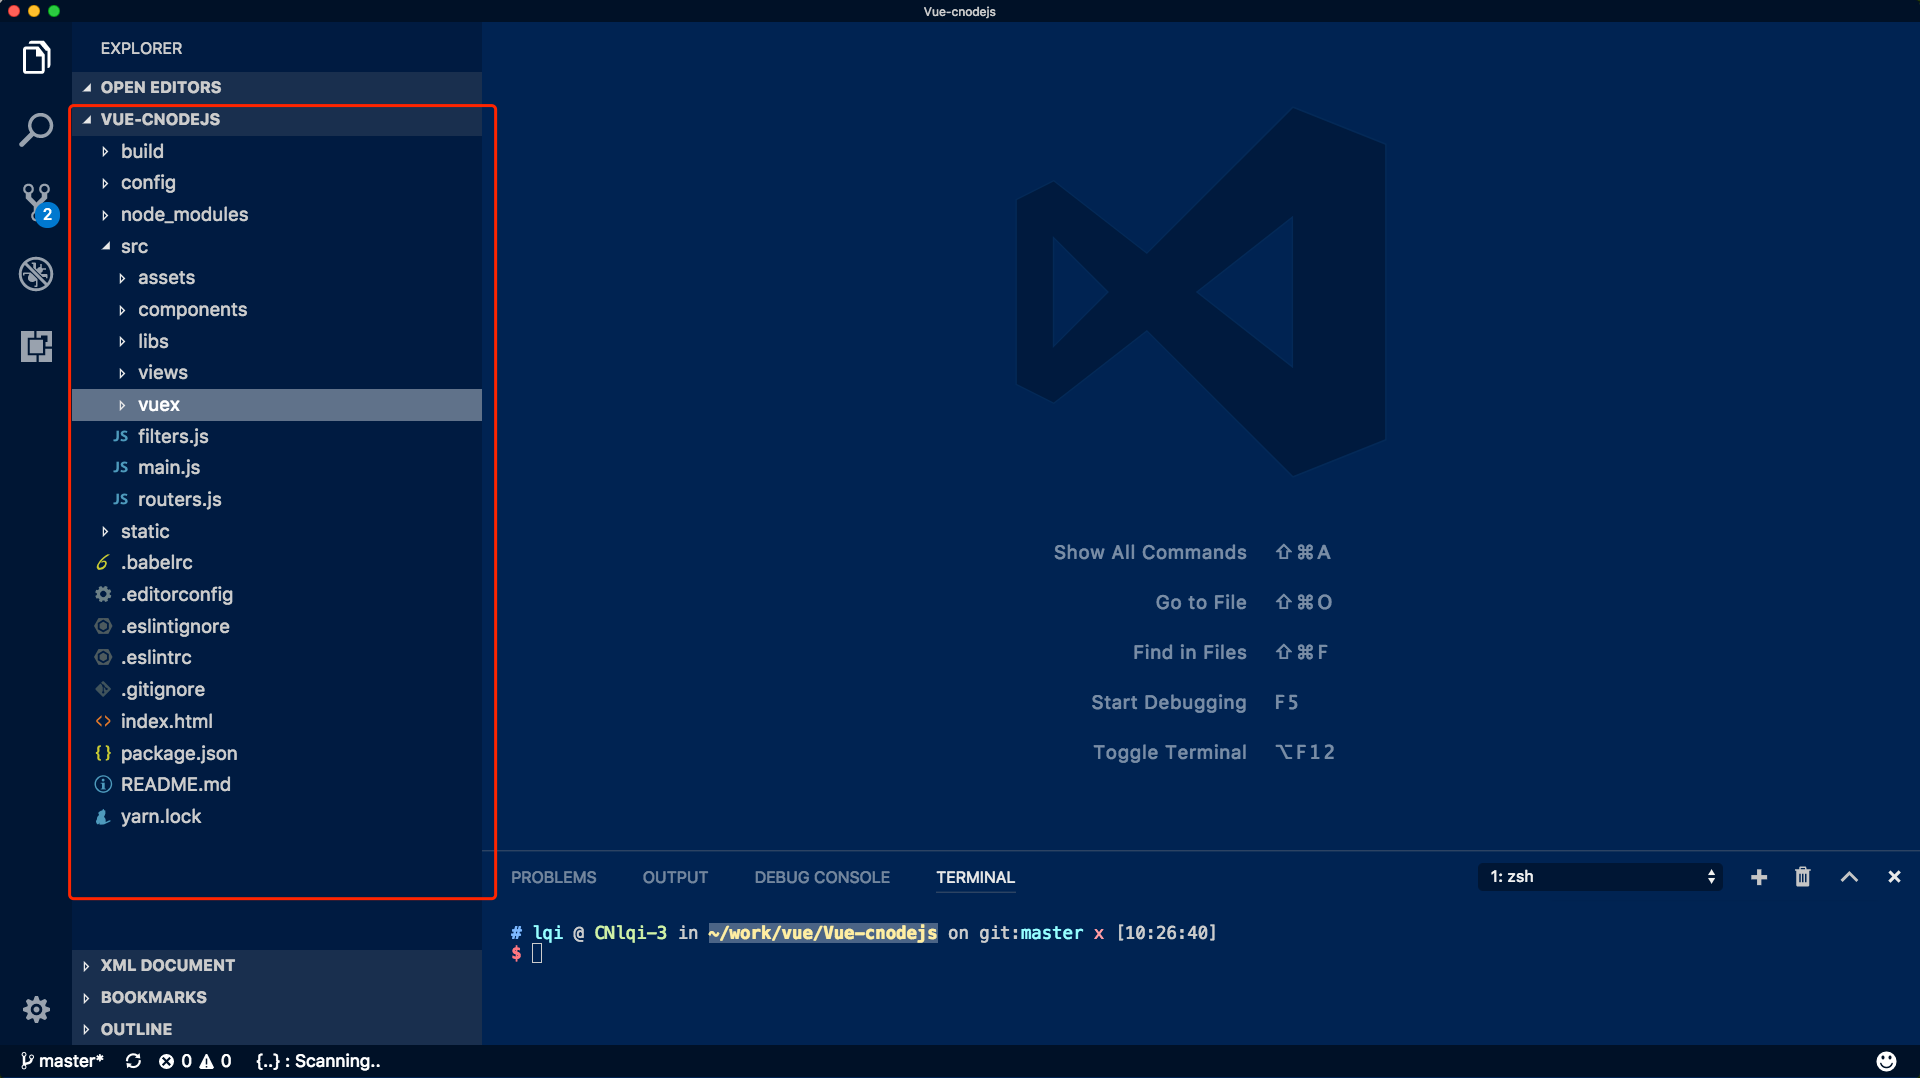 Vue-cnodejs
EXPLORER
OPEN EDITORS
VUE-CNODEJS
build
config
node_modules
src
assets
components
libs
views
vuex
JS filters.js
JS main.js
JS routers.js
static
.babelrc
.editorconfig
.eslintignore
.eslintrc
.gitignore
<> index.html
{} package.json
README.md
yarn.lock
XML DOCUMENT
BOOKMARKS
OUTLINE
2
Show All Commands ⇧⌘A
Go to File ⇧⌘O
Find in Files ⇧⌘F
Start Debugging F5
Toggle Terminal ⌥F12
PROBLEMS OUTPUT DEBUG CONSOLE TERMINAL 1: zsh
# lqi @ CNlqi-3 in ~/work/vue/Vue-cnodejs on git:master x [10:26:40]
$
master* 0 0 {..} : Scanning..